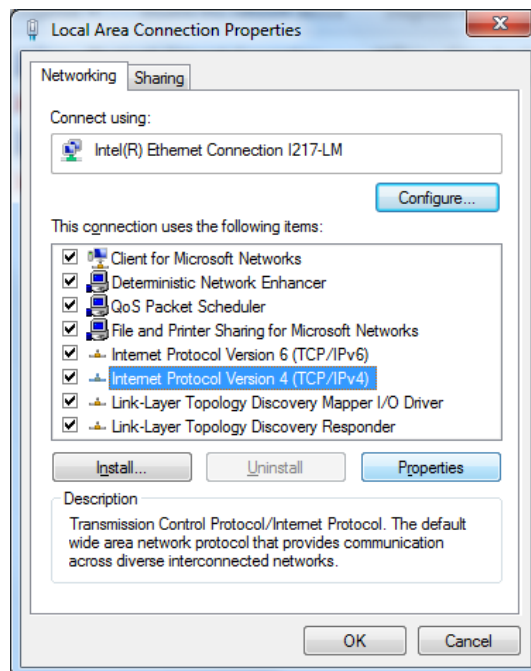 Local Area Connection Properties
Networking
Sharing
Connect using:
Intel(R) Ethernet Connection I217-LM
Configure...
This connection uses the following items:
Client for Microsoft Networks
Deterministic Network Enhancer
QoS Packet Scheduler
File and Printer Sharing for Microsoft Networks
Internet Protocol Version 6 (TCP/IPv6)
Internet Protocol Version 4 (TCP/IPv4)
Link-Layer Topology Discovery Mapper I/O Driver
Link-Layer Topology Discovery Responder
Install...
Uninstall
Properties
Description
Transmission Control Protocol/Internet Protocol. The default
wide area network protocol that provides communication
across diverse interconnected networks.
OK
Cancel